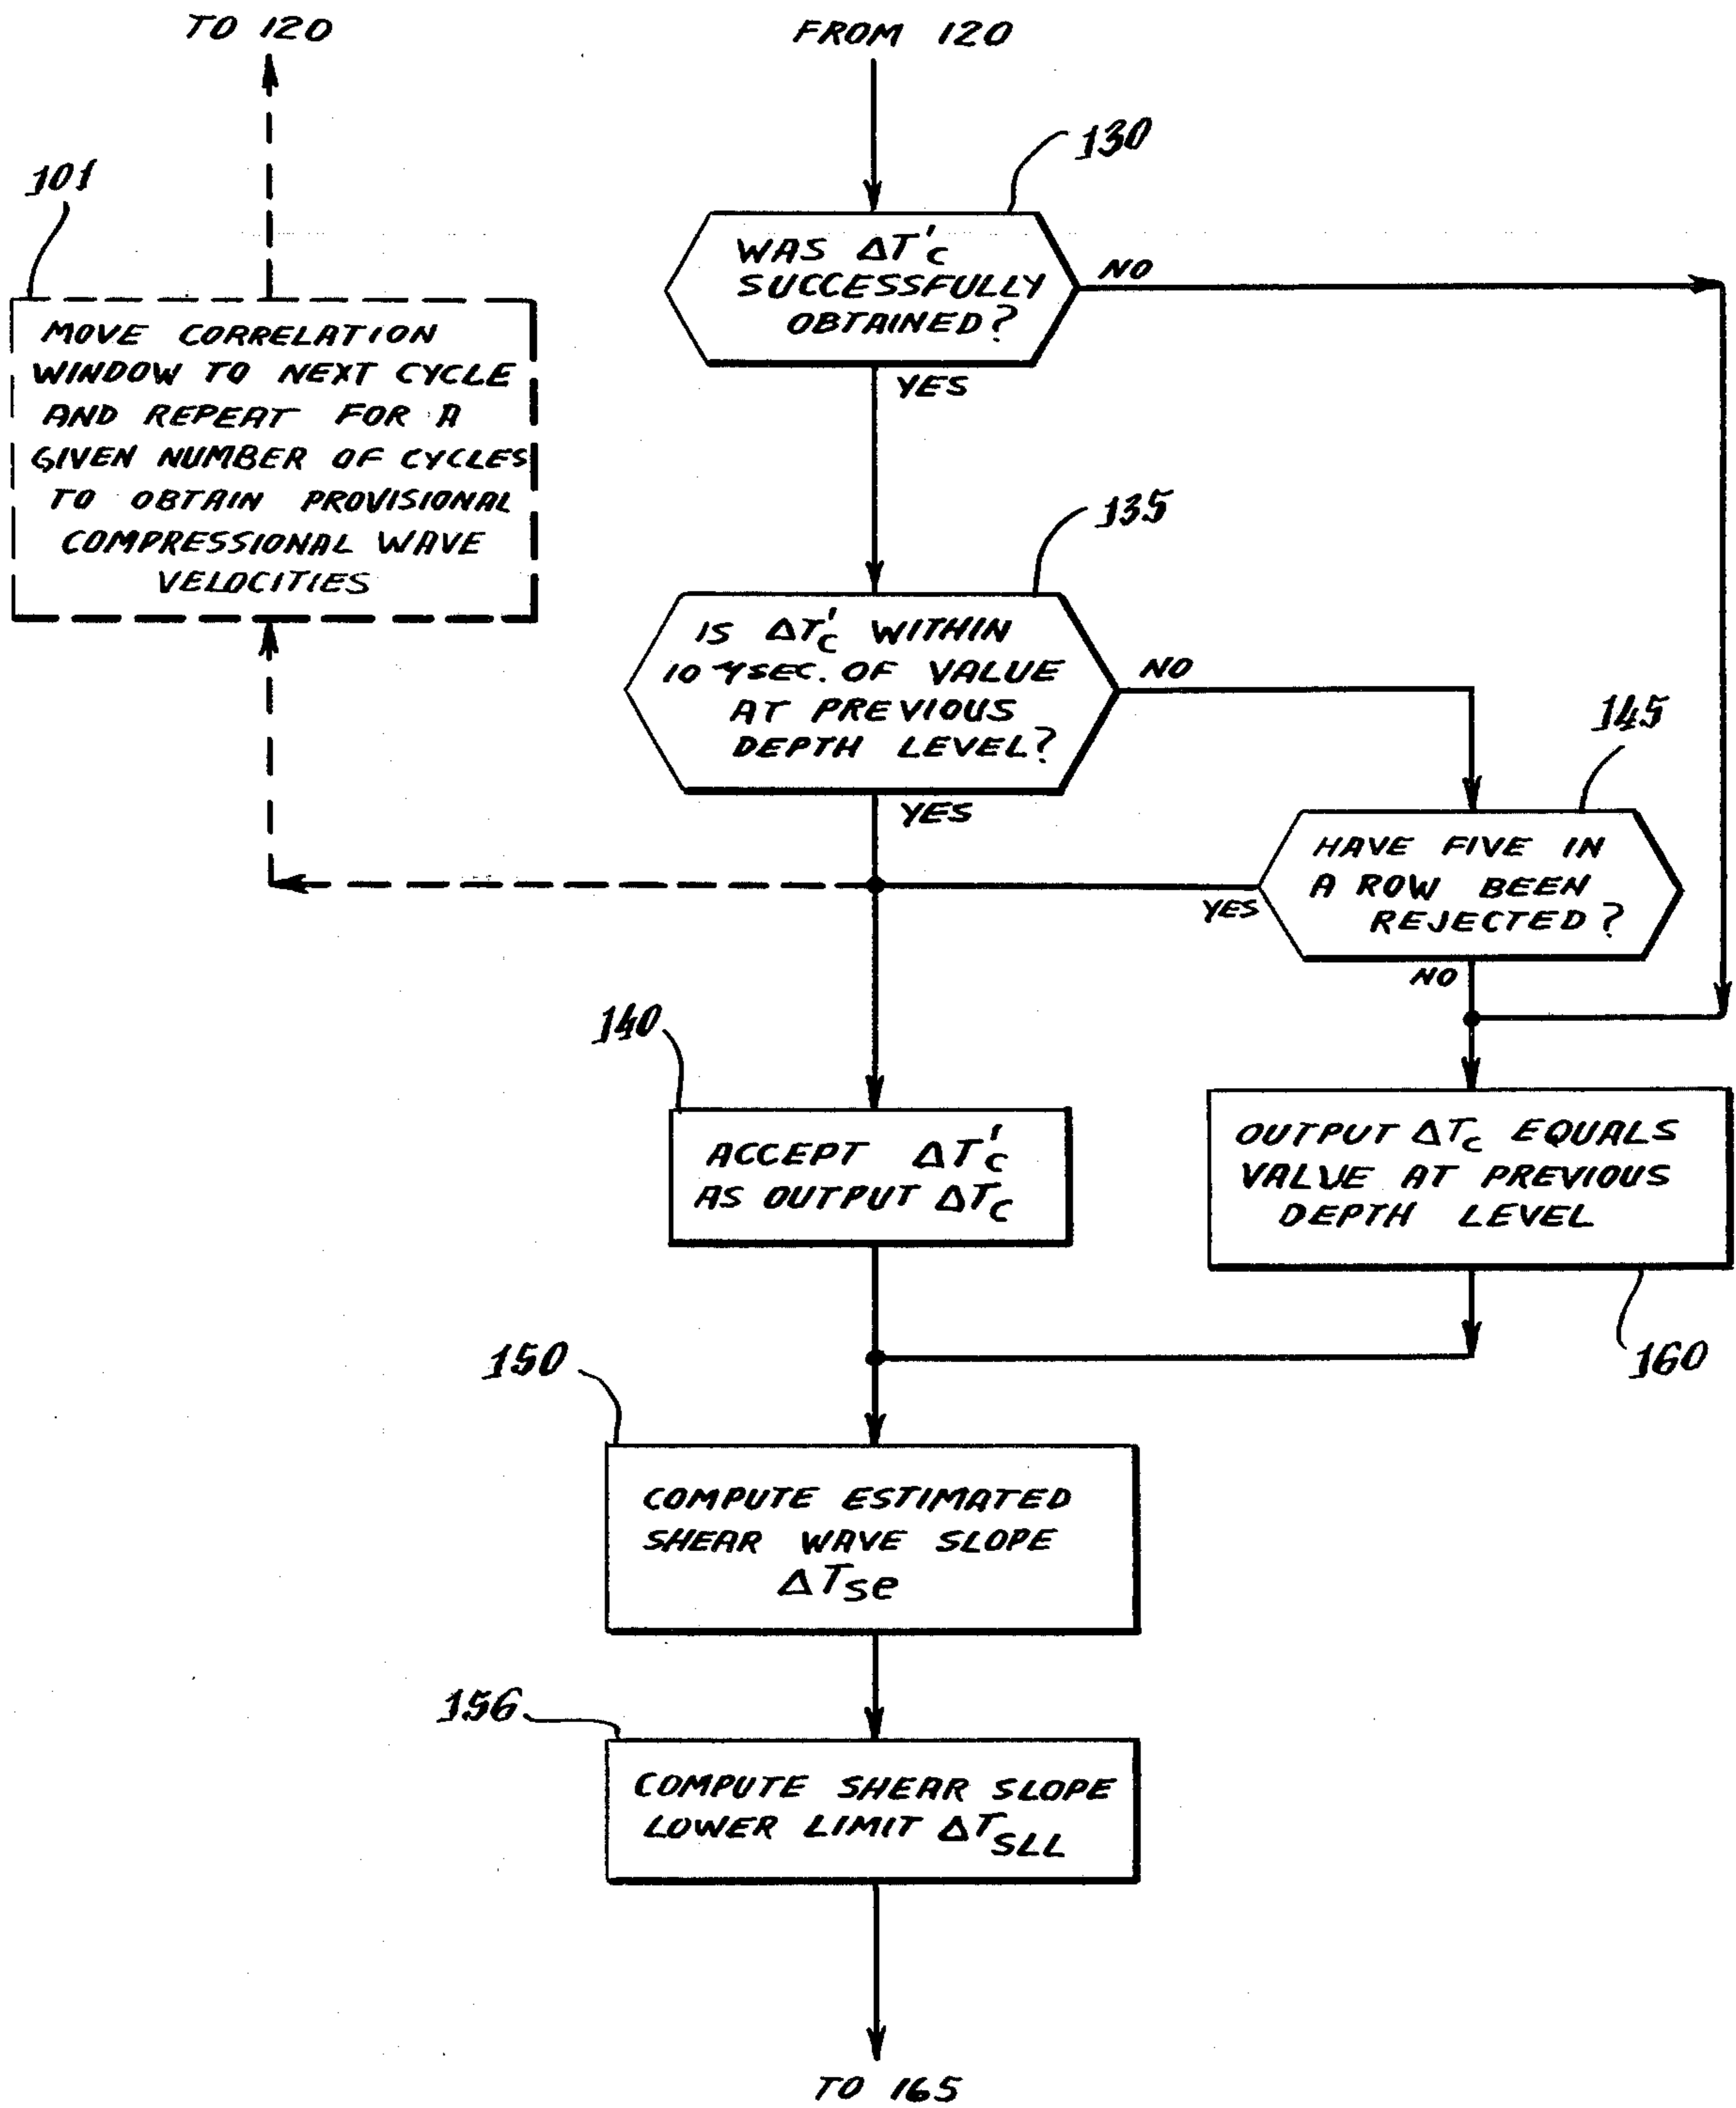 TO 120
FROM 120
130
101
WAS ΔT'c
SUCCESSFULLY
OBTAINED?
NO
YES
MOVE CORRELATION
WINDOW TO NEXT CYCLE
AND REPEAT FOR A
GIVEN NUMBER OF CYCLES
TO OBTAIN PROVISIONAL
COMPRESSIONAL WAVE
VELOCITIES
135
IS ΔT'c WITHIN
10 μSEC. OF VALUE
AT PREVIOUS
DEPTH LEVEL?
NO
YES
145
HAVE FIVE IN
A ROW BEEN
REJECTED?
YES
NO
140
ACCEPT ΔT'c
AS OUTPUT ΔTc
OUTPUT ΔTc EQUALS
VALUE AT PREVIOUS
DEPTH LEVEL
160
150
COMPUTE ESTIMATED
SHEAR WAVE SLOPE
ΔTse
156
COMPUTE SHEAR SLOPE
LOWER LIMIT ΔTSLL
TO 165